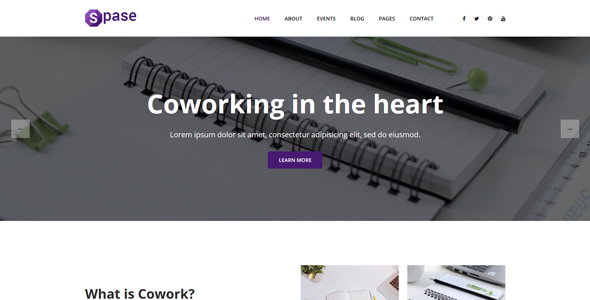 Spase
HOME ABOUT EVENTS BLOG PAGES CONTACT
Coworking in the heart
Lorem ipsum dolor sit amet, consectetur adipisicing elit, sed do eiusmod.
LEARN MORE
What is Cowork?